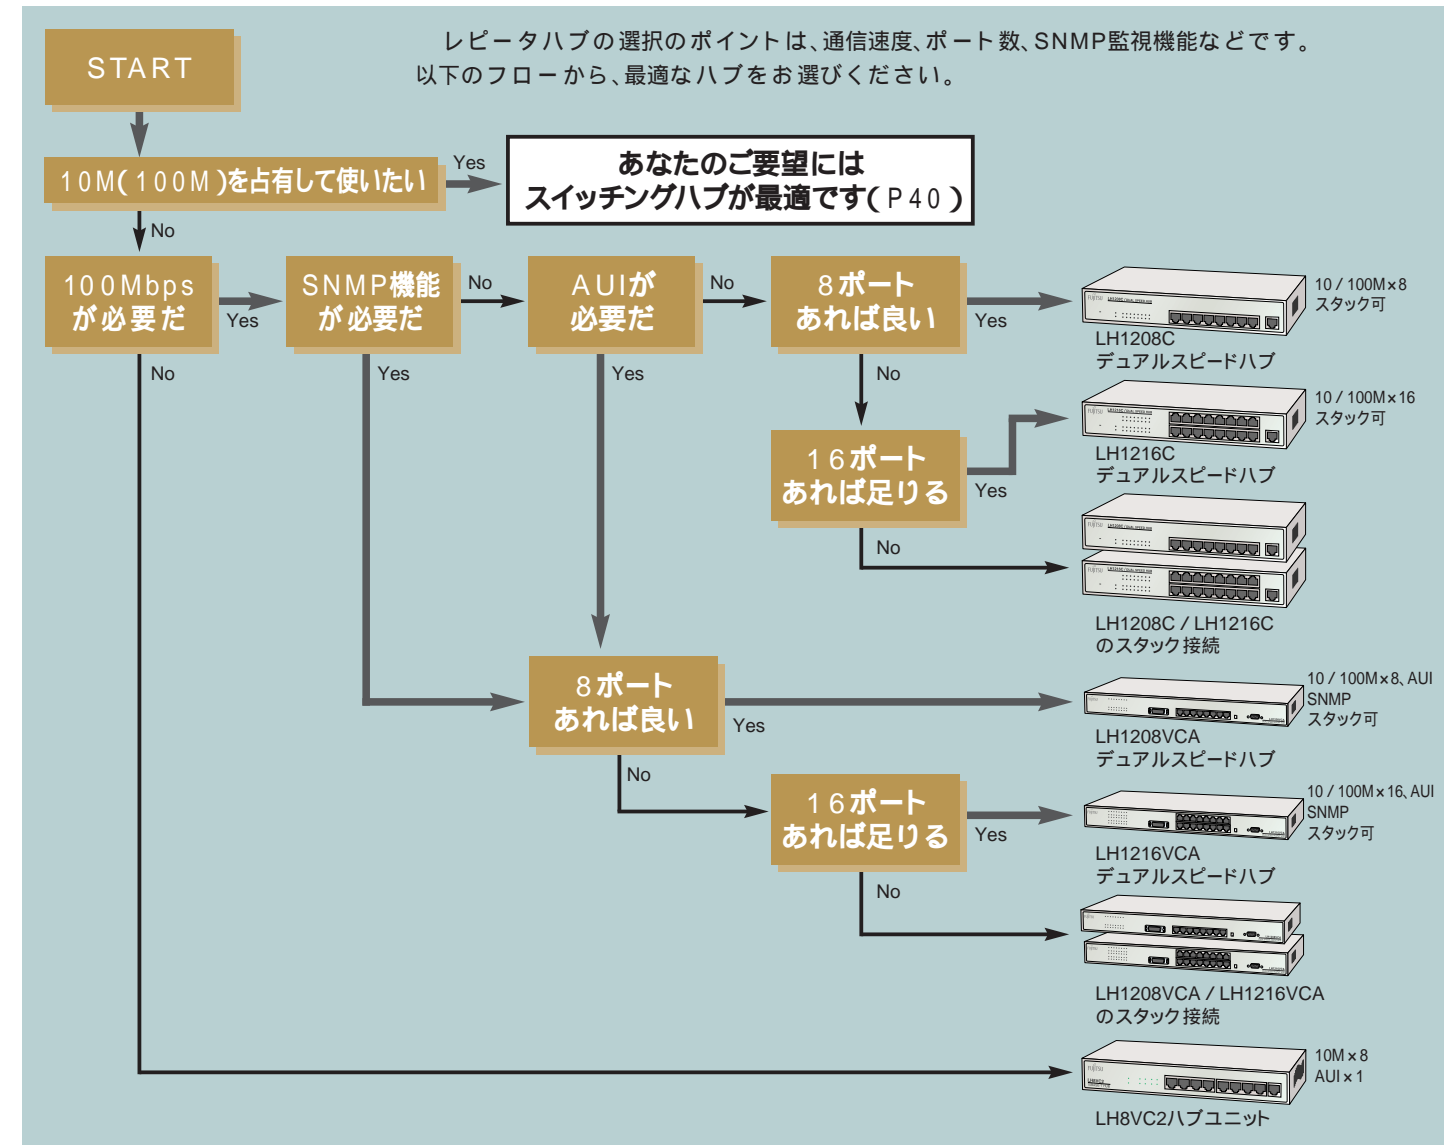 レピータハブの選択のポイントは、通信速度、ポート数、SNMP監視機能などです。
以下のフローから、最適なハブをお選びください。
START
10M(100M)を占有して使いたい
Yes
あなたのご要望には
スイッチングハブが最適です(P40)
No
100Mbps
が必要だ
Yes
No
SNMP機能
が必要だ
No
Yes
AUIが
必要だ
No
Yes
8ポート
あれば良い
Yes
No
10 / 100M×8
スタック可
LH1208C
デュアルスピードハブ
16ポート
あれば足りる
Yes
No
10 / 100M×16
スタック可
LH1216C
デュアルスピードハブ
LH1208C / LH1216C
のスタック接続
8ポート
あれば良い
Yes
No
10 / 100M×8、AUI
SNMP
スタック可
LH1208VCA
デュアルスピードハブ
16ポート
あれば足りる
Yes
No
10 / 100M×16、AUI
SNMP
スタック可
LH1216VCA
デュアルスピードハブ
LH1208VCA / LH1216VCA
のスタック接続
10M×8
AUI×1
LH8VC2ハブユニット